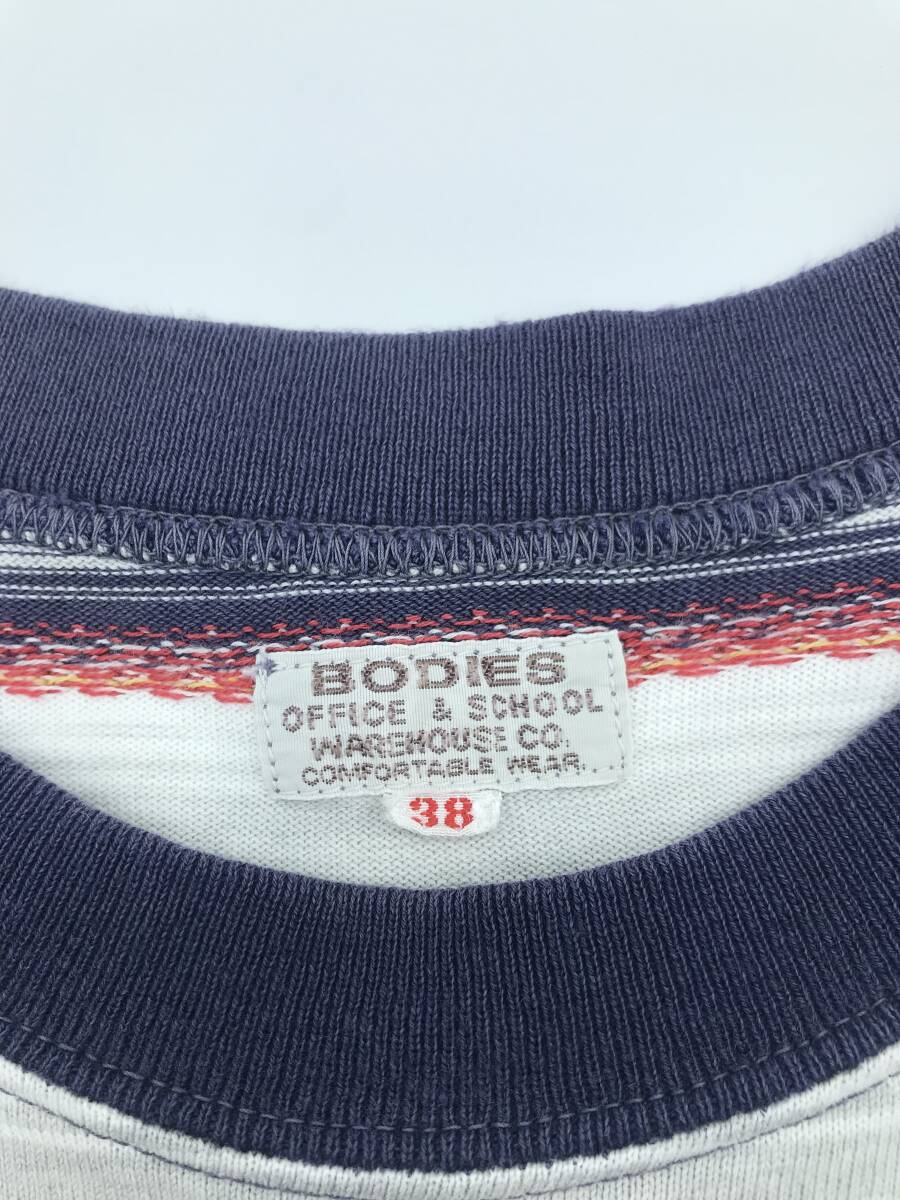 BODIES
OFFICE & SCHOOL
WAREHOUSE CO.
COMFORTABLE WEAR.
38